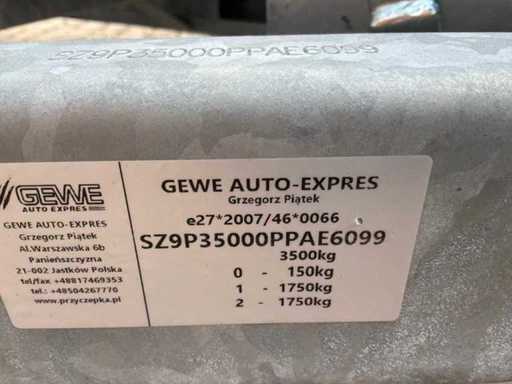 SZ9P35000PPAE6099
GEWE
AUTO EXPRES
GEWE AUTO-EXPRES
Grzegorz Piątek
Al.Warszawska 6b
Panieńszczyzna
21-002 Jastków Polska
tel/fax +48817469353
tel.: +48504267770
www.przyczepka.pl
GEWE AUTO-EXPRES
Grzegorz Piątek
e27*2007/46*0066
SZ9P35000PPAE6099
3500kg
0 - 150kg
1 - 1750kg
2 - 1750kg